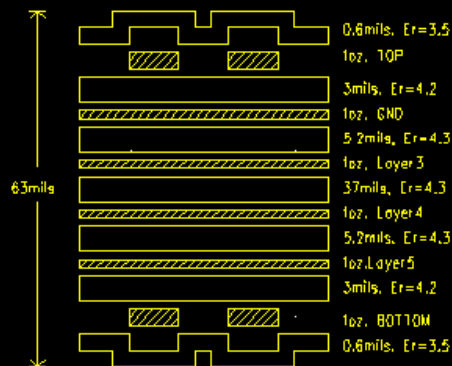 0.6mils, Er=3.5
1oz, TOP
3mils, Er=4.2
1oz, GND
5.2mils, Er=4.3
1oz, Layer3
63mils
37mils, Er=4.3
1oz, Layer4
5.2mils, Er=4.3
1oz,Layer5
3mils, Er=4.2
1oz, BOTTOM
0.6mils, Er=3.5